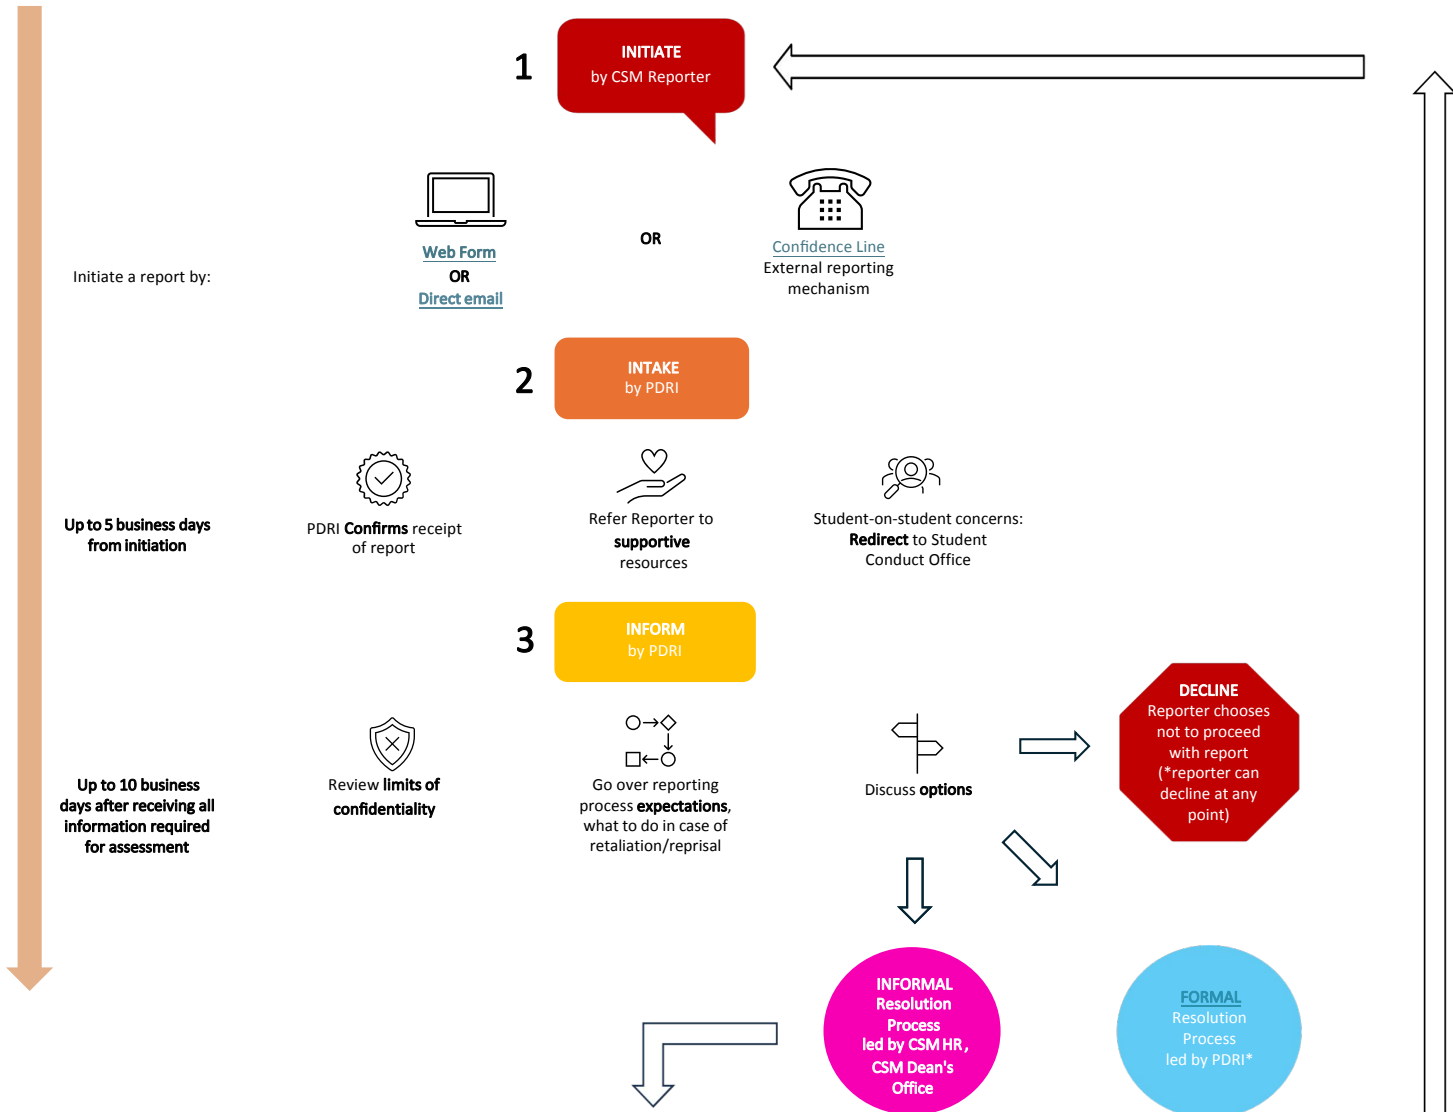 1
INITIATE
by CSM Reporter
Initiate a report by:
Web Form
OR
Direct email
OR
Confidence Line
External reporting
mechanism
2
INTAKE
by PDRI
Up to 5 business days
from initiation
PDRI Confirms receipt
of report
Refer Reporter to
supportive
resources
Student-on-student concerns:
Redirect to Student
Conduct Office
3
INFORM
by PDRI
Up to 10 business
days after receiving all
information required
for assessment
Review limits of
confidentiality
Go over reporting
process expectations,
what to do in case of
retaliation/reprisal
Discuss options
DECLINE
Reporter chooses
not to proceed
with report
(*reporter can
decline at any
point)
INFORMAL
Resolution
Process
led by CSM HR,
CSM Dean's
Office
FORMAL
Resolution
Process
led by PDRI*